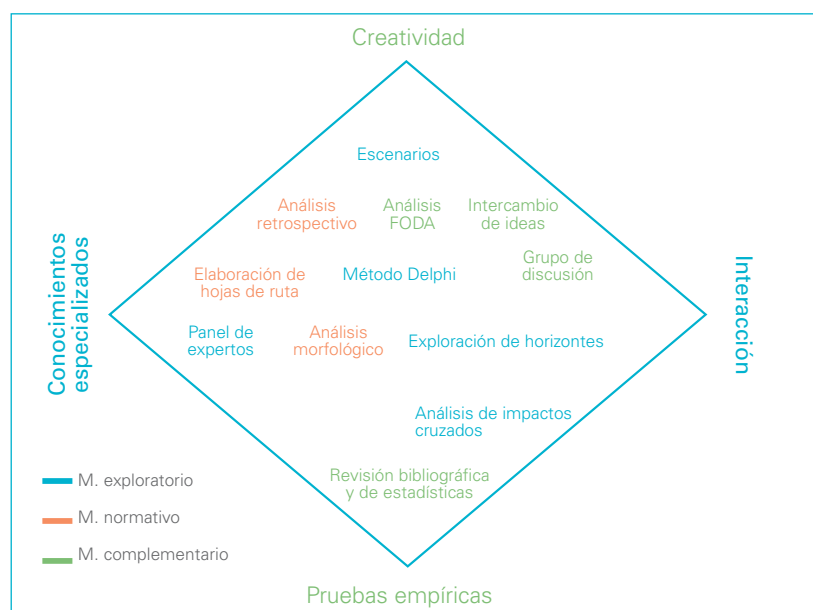 Creatividad
Escenarios
Análisis
retrospectivo
Análisis
FODA
Intercambio
de ideas
Grupo de
discusión
Elaboración de
hojas de ruta
Método Delphi
Conocimientos
especializados
Interacción
Panel de
expertos
Análisis
morfológico
Exploración de horizontes
Análisis de impactos
cruzados
Revisión bibliográfica
y de estadísticas
M. exploratorio
M. normativo
M. complementario
Pruebas empíricas